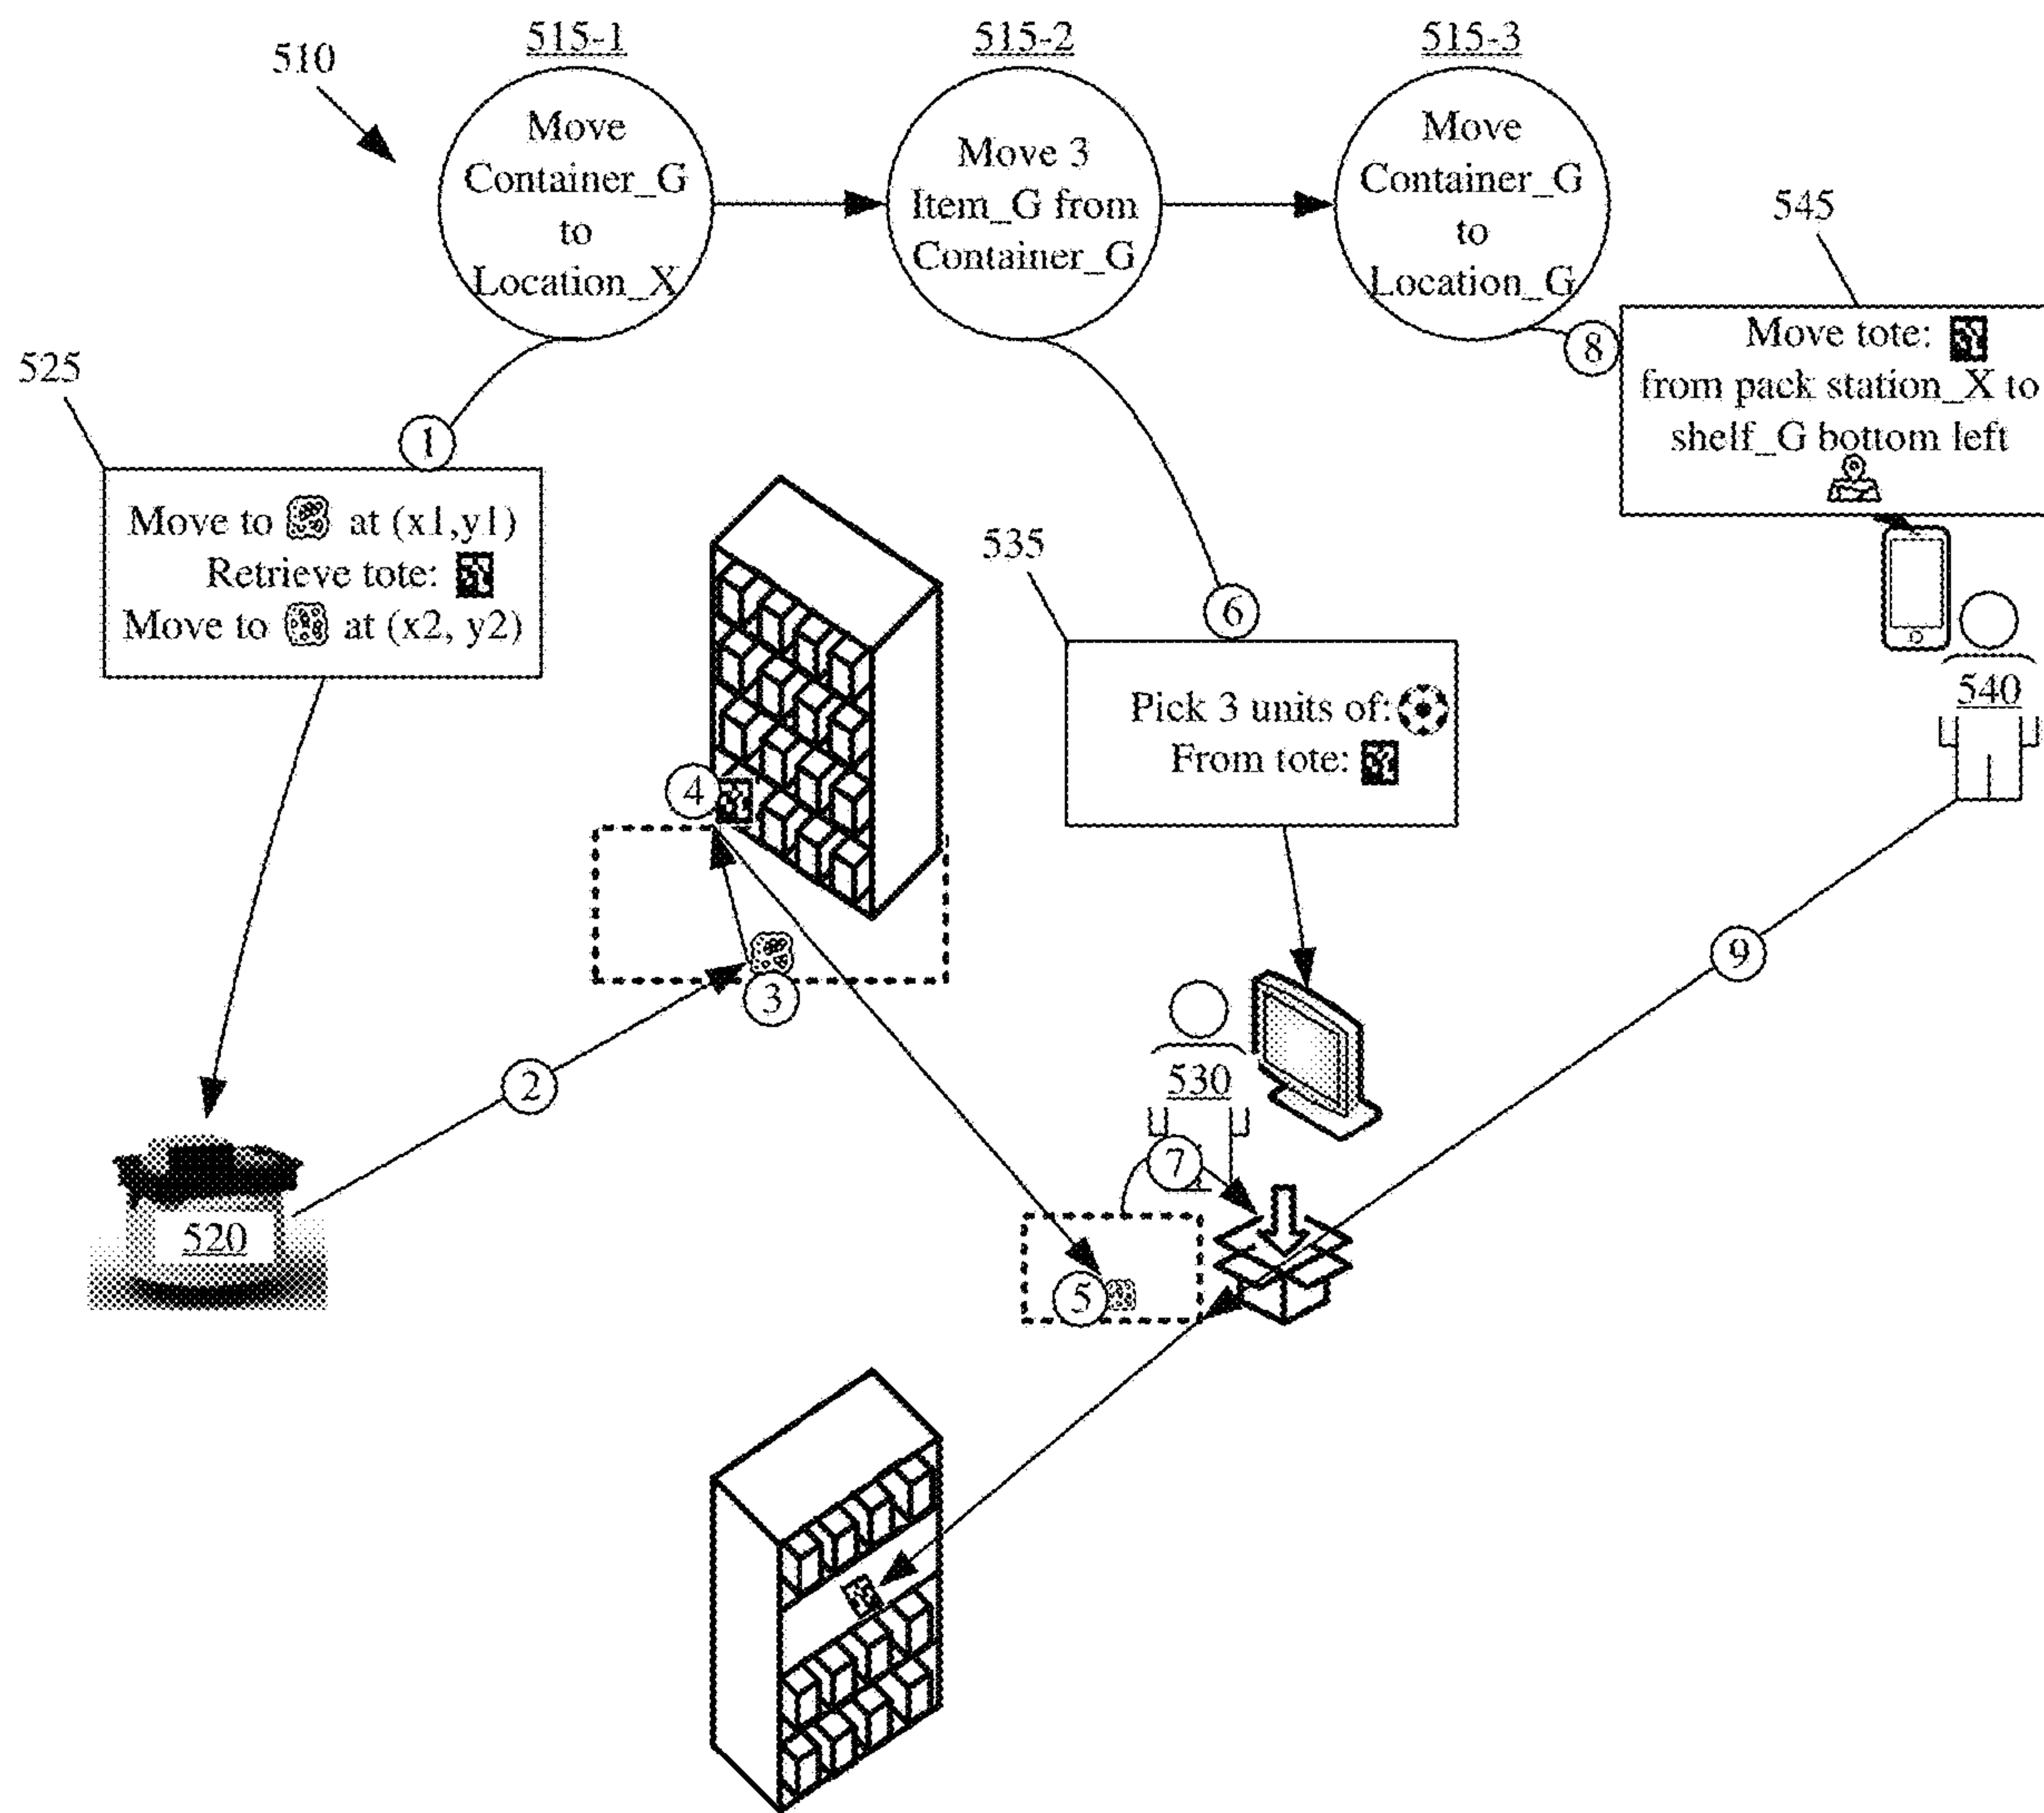 510
515-1
515-2
515-3
Move
Container_G
to
Location_X
Move 3
Item_G from
Container_G
Move
Container_G
to
Location_G
545
8
Move tote:
from pack station_X to
shelf_G bottom left
525
1
Move to at (x1,y1)
Retrieve tote:
Move to at (x2, y2)
535
6
Pick 3 units of:
From tote:
540
4
3
9
2
530
7
520
5